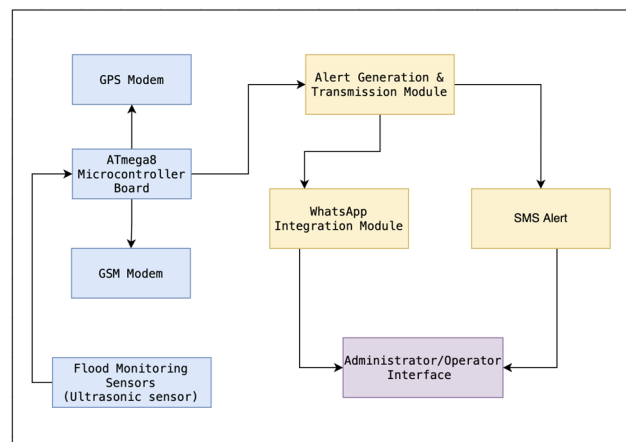 GPS Modem
Alert Generation &
Transmission Module
ATmega8
Microcontroller
Board
WhatsApp
Integration Module
SMS Alert
GSM Modem
Flood Monitoring
Sensors
(Ultrasonic sensor)
Administrator/Operator
Interface